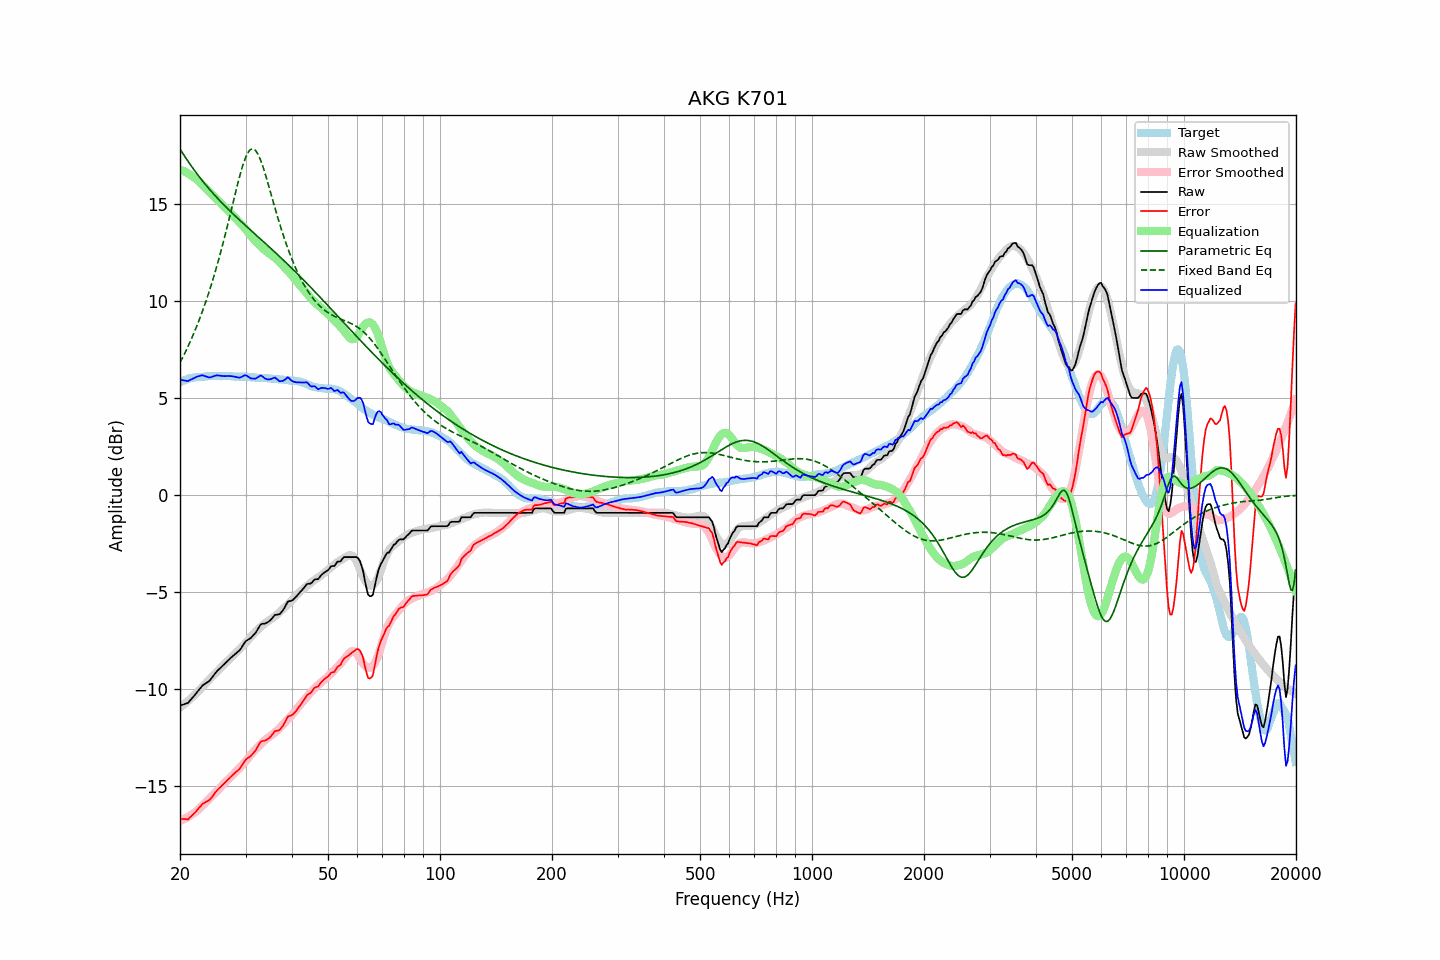 AKG K701
Target
Raw Smoothed
Error Smoothed
Raw
Error
Equalization
Parametric Eq
Fixed Band Eq
Equalized
Amplitude (dBr)
15
10
5
0
−5
−10
−15
20
50
100
200
500
1000
2000
5000
10000
20000
Frequency (Hz)